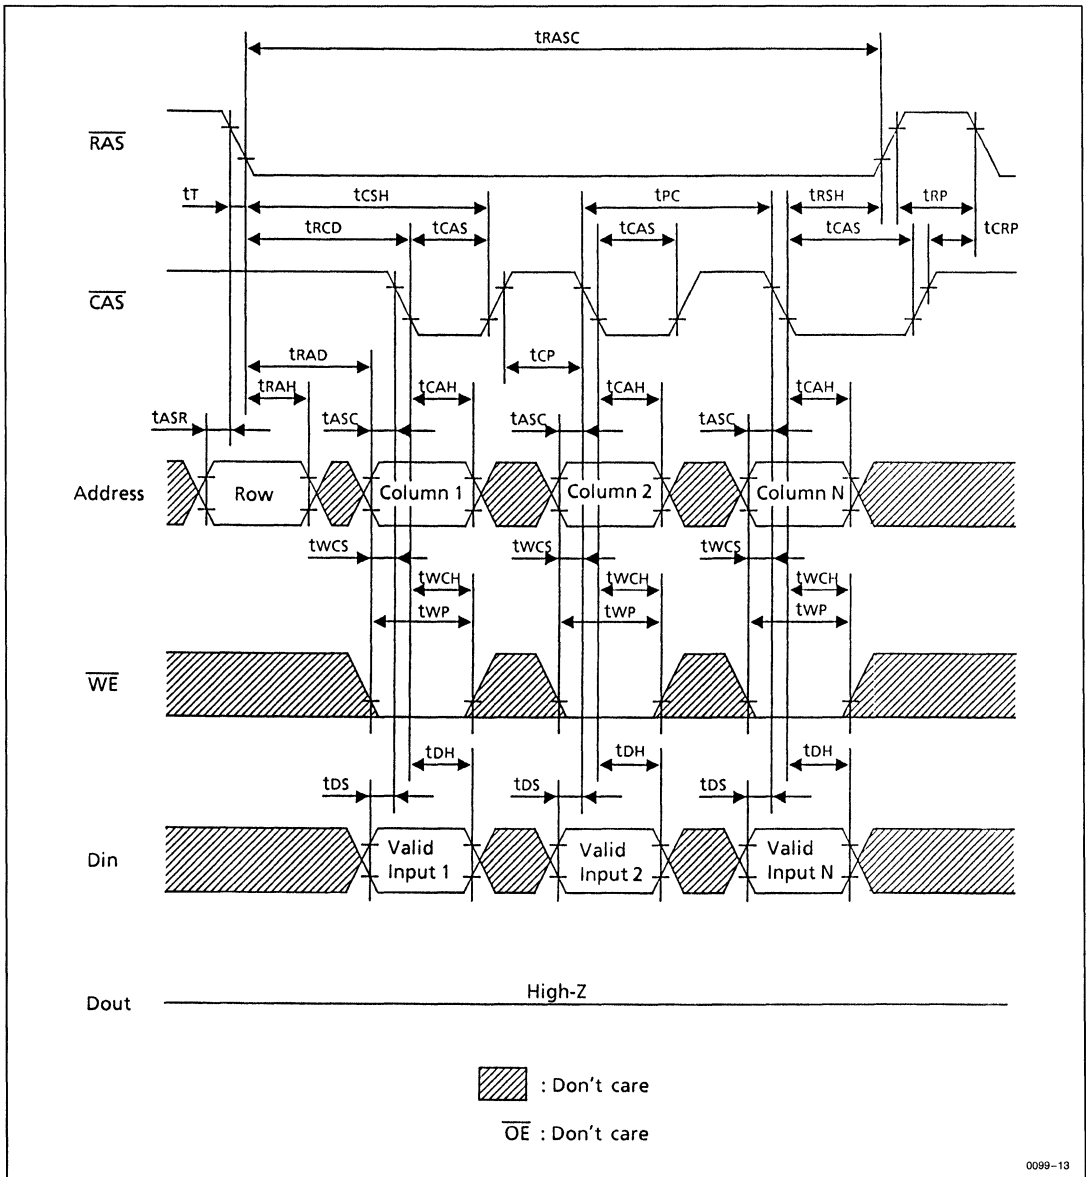 tRASC
RAS
tT
tCSH
tPC
tRSH
tRP
tRCD
tCAS
tCAS
tCAS
tCRP
CAS
tRAD
tCP
tRAH
tCAH
tCAH
tCAH
tASR
tASC
tASC
tASC
Address
Row
Column 1
Column 2
Column N
tWCS
tWCS
tWCS
tWCH
tWCH
tWCH
tWP
tWP
tWP
WE
tDH
tDH
tDH
tDS
tDS
tDS
Din
Valid
Input 1
Valid
Input 2
Valid
Input N
Dout
High-Z
: Don't care
OE : Don't care
0099-13